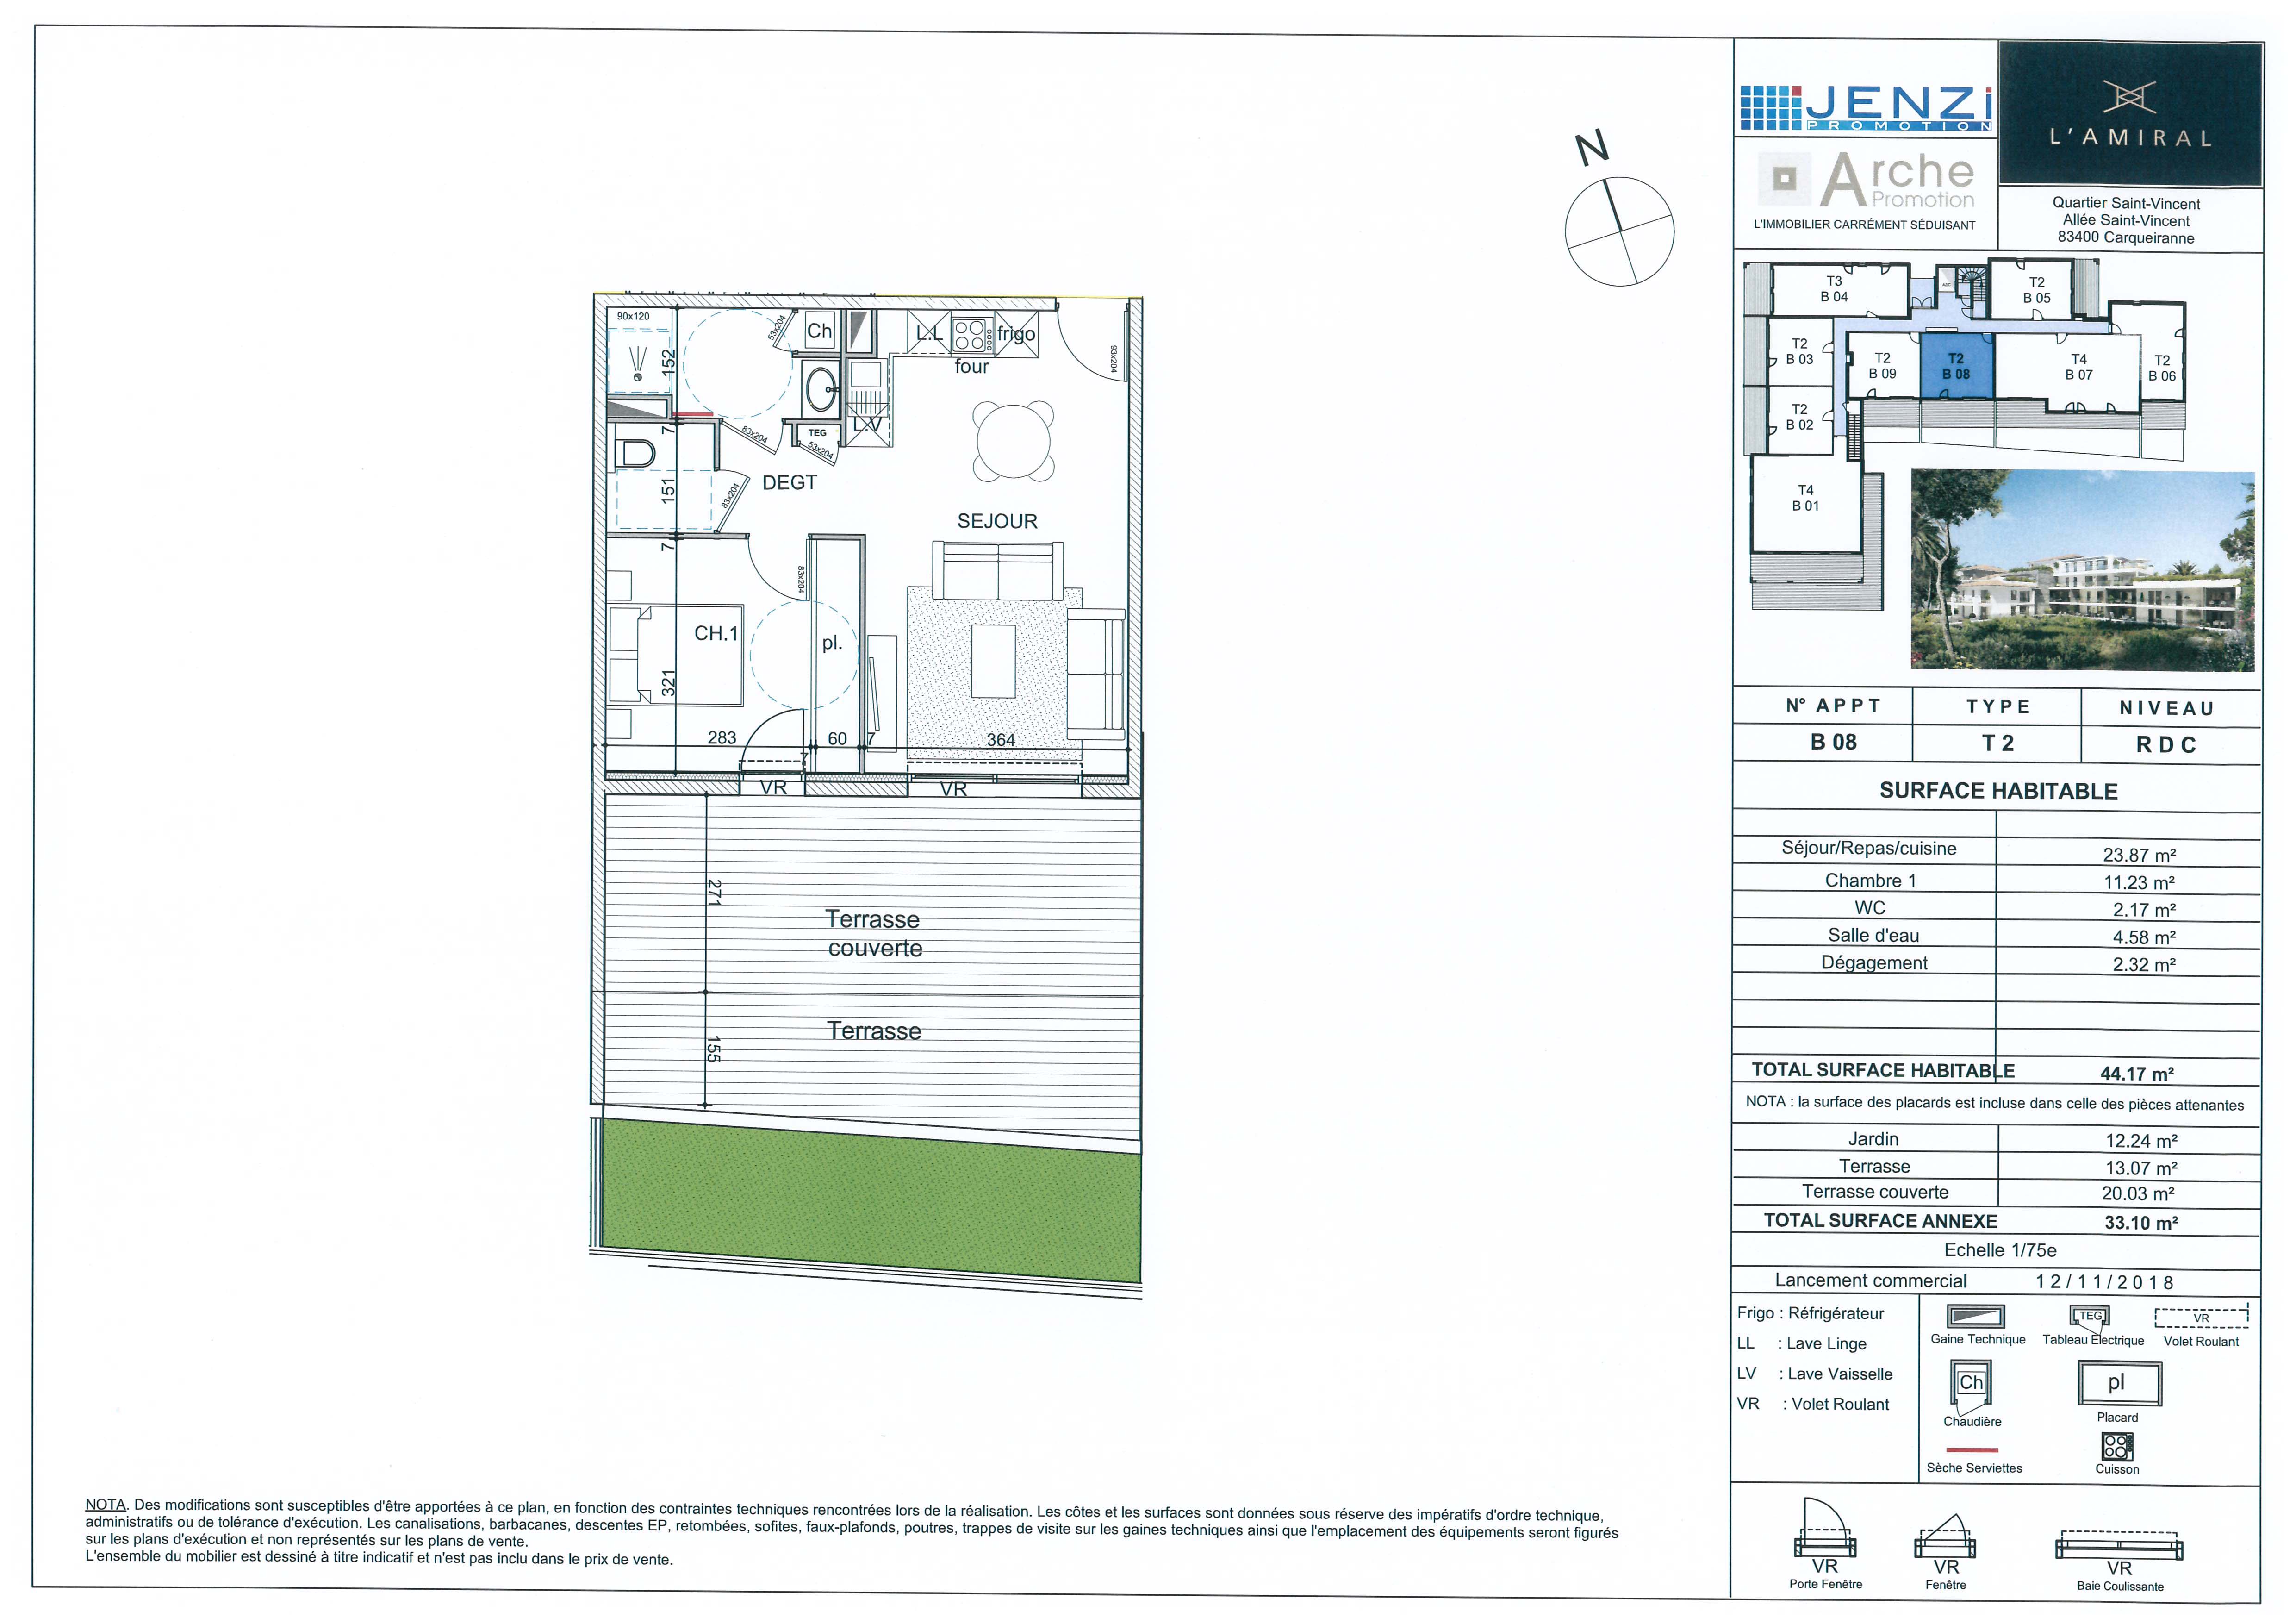 N
90x120
152
53x204
Ch
L.L
frigo
four
93x204
L.V
TEG
53x204
83x204
7
151
83x204
DEGT
SEJOUR
7
83x204
CH.1
pl.
321
283
7
60
7
364
VR
VR
271
Terrasse
couverte
Terrasse
155
NOTA. Des modifications sont susceptibles d'être apportées à ce plan, en fonction des contraintes techniques rencontrées lors de la réalisation. Les côtes et les surfaces sont données sous réserve des impératifs d'ordre technique,
administratifs ou de tolérance d'exécution. Les canalisations, barbacanes, descentes EP, retombées, sofites, faux-plafonds, poutres, trappes de visite sur les gaines techniques ainsi que l'emplacement des équipements seront figurés
sur les plans d'exécution et non représentés sur les plans de vente.
L'ensemble du mobilier est dessiné à titre indicatif et n'est pas inclu dans le prix de vente.
JENZi
PROMOTION
Arche
Promotion
L'IMMOBILIER CARRÉMENT SÉDUISANT
L'AMIRAL
Quartier Saint-Vincent
Allée Saint-Vincent
83400 Carqueiranne
T3
B 04
T2
B 05
T2
B 03
T2
B 09
T2
B 08
T4
B 07
T2
B 06
T2
B 02
T4
B 01
N° APPT TYPE NIVEAU
B 08 T 2 RDC
SURFACE HABITABLE
Séjour/Repas/cuisine 23.87 m²
Chambre 1 11.23 m²
WC 2.17 m²
Salle d'eau 4.58 m²
Dégagement 2.32 m²
TOTAL SURFACE HABITABLE 44.17 m²
NOTA : la surface des placards est incluse dans celle des pièces attenantes
Jardin 12.24 m²
Terrasse 13.07 m²
Terrasse couverte 20.03 m²
TOTAL SURFACE ANNEXE 33.10 m²
Echelle 1/75e
Lancement commercial 12/11/2018
Frigo : Réfrigérateur
LL : Lave Linge
LV : Lave Vaisselle
VR : Volet Roulant
Gaine Technique
TEG
Tableau Electrique
VR
Volet Roulant
Ch
Chaudière
pl
Placard
Sèche Serviettes
Cuisson
VR
Porte Fenêtre
VR
Fenêtre
VR
Baie Coulissante